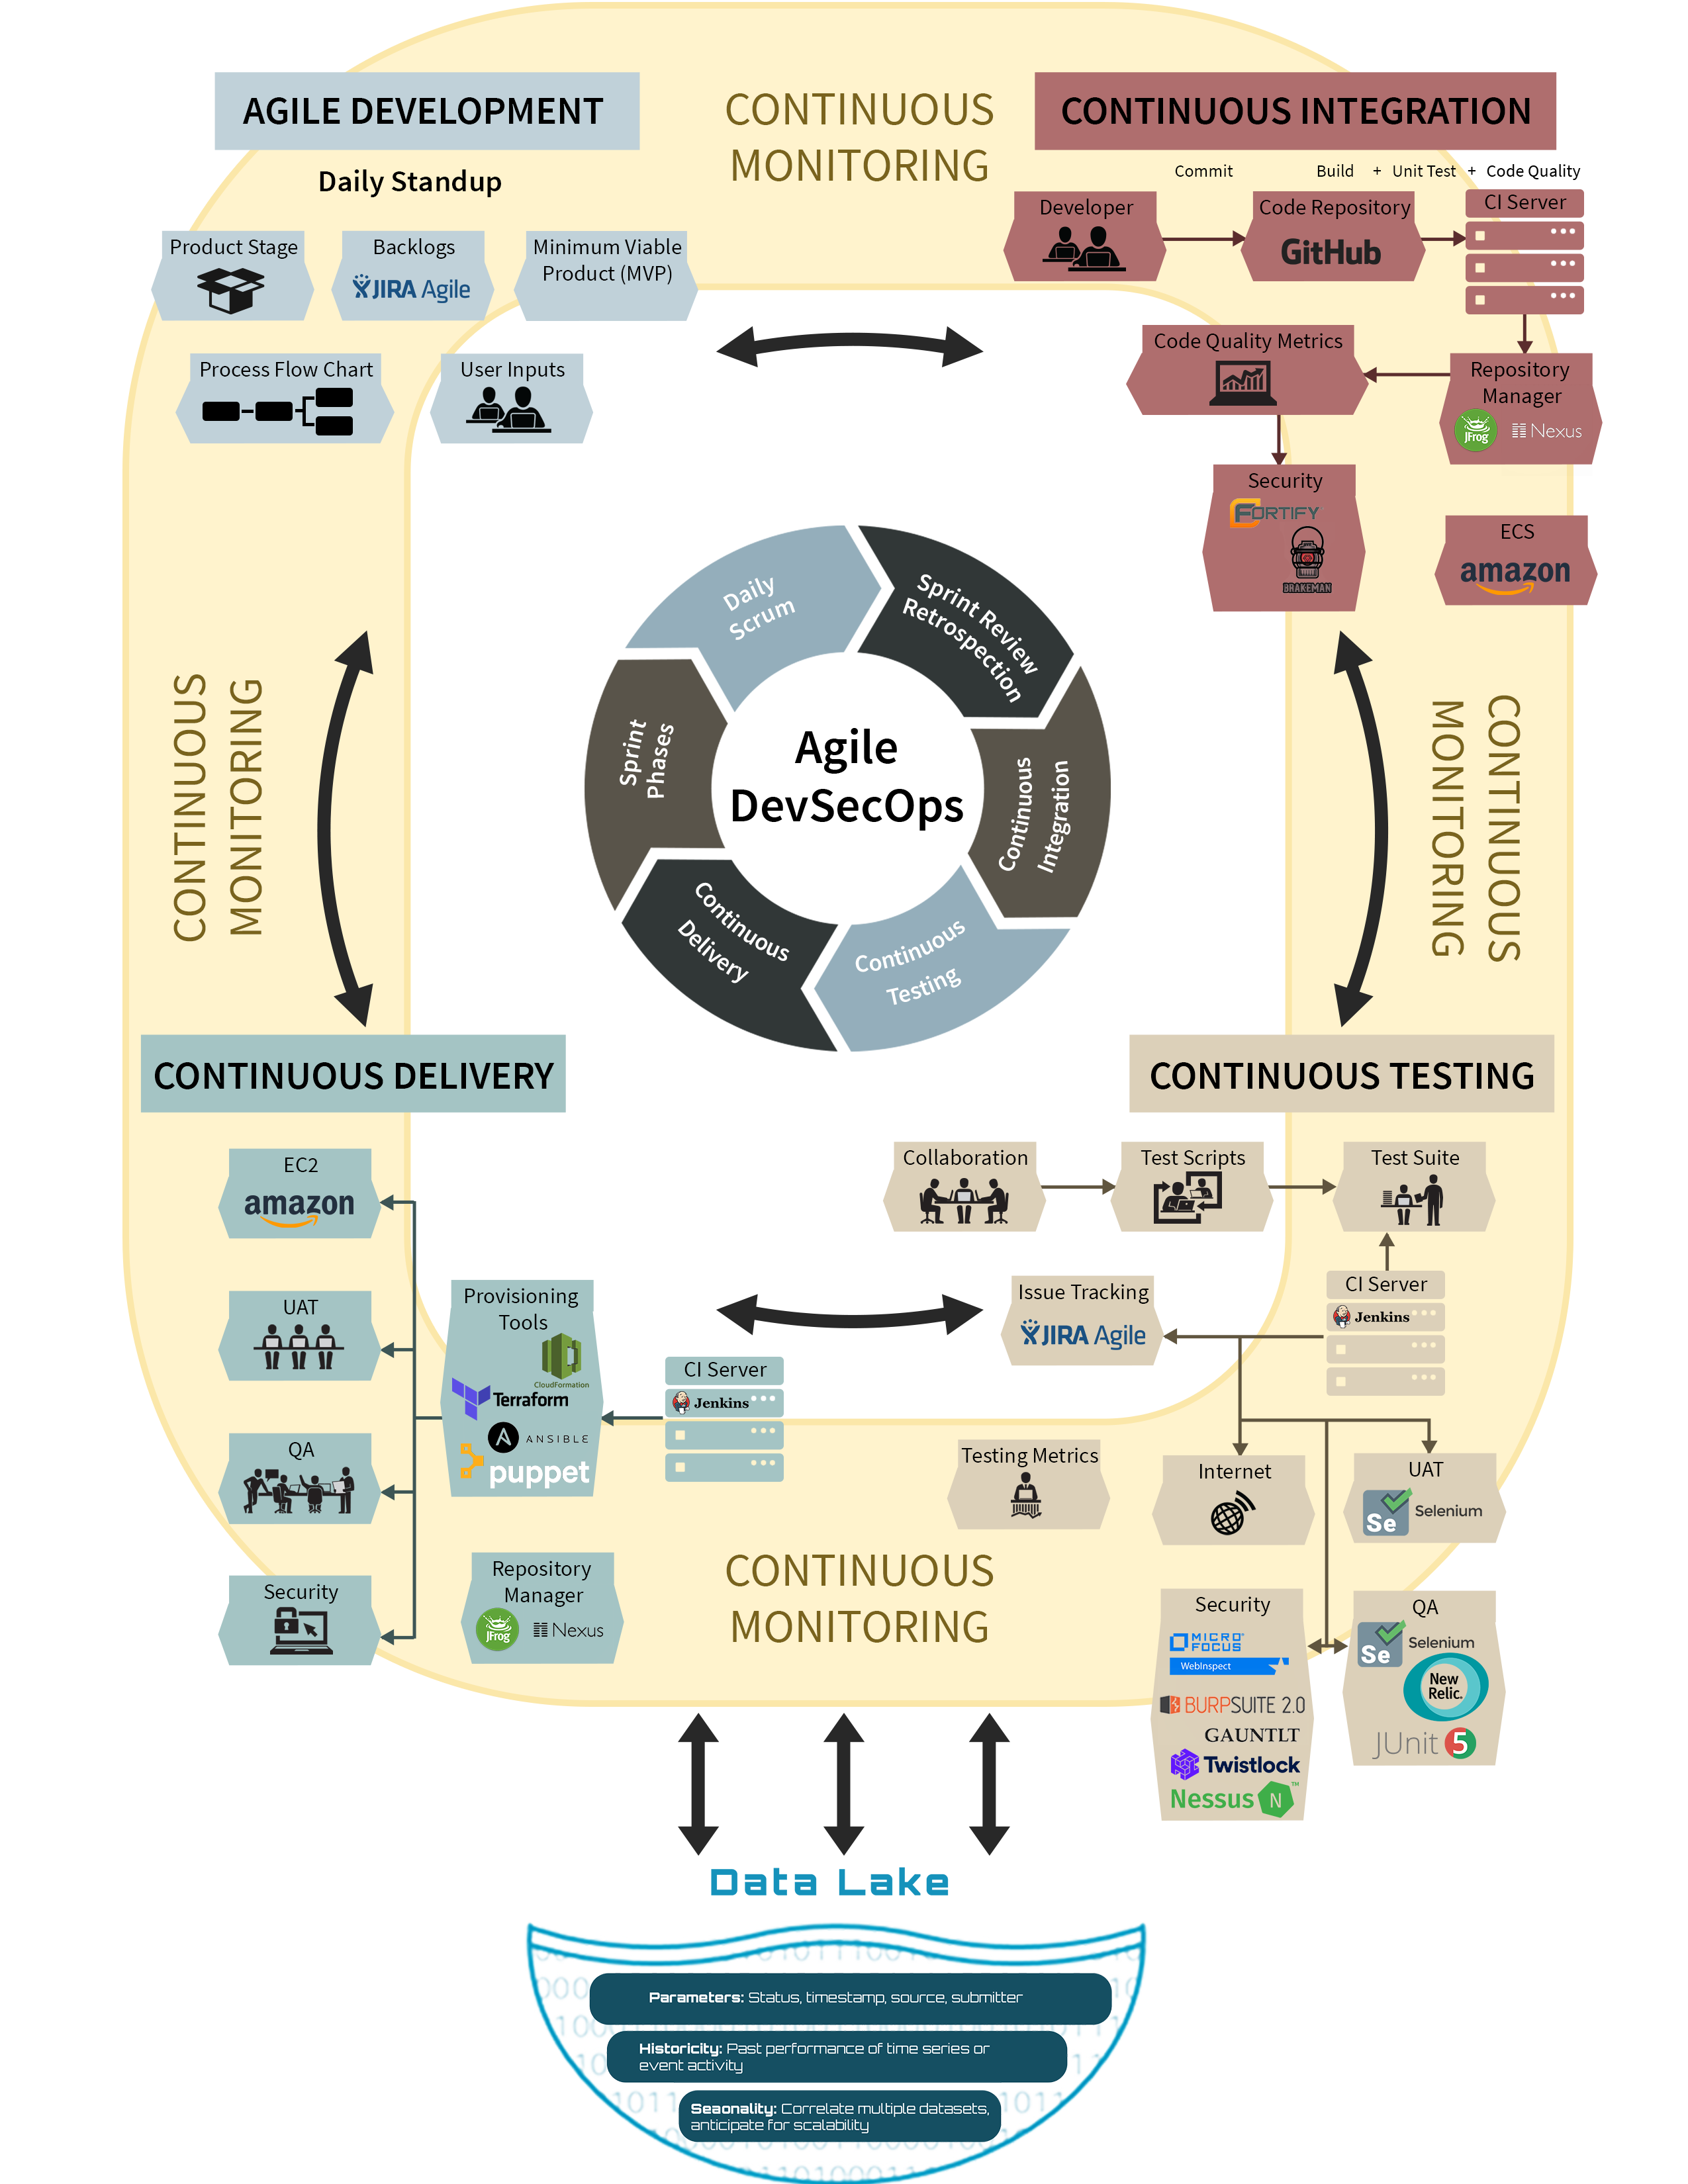 CONTINUOUS
MONITORING
AGILE DEVELOPMENT
Daily Standup
Product Stage
Backlogs
JIRA Agile
Minimum Viable
Product (MVP)
Process Flow Chart
User Inputs
CONTINUOUS INTEGRATION
Commit
Build + Unit Test + Code Quality
Developer
Code Repository
GitHub
CI Server
Code Quality Metrics
Repository
Manager
JFrog
Nexus
Security
FORTIFY
BRAKEMAN
ECS
amazon
Daily
Scrum
Sprint Review
Retrospection
Continuous
Integration
Continuous
Testing
Continuous
Delivery
Sprint
Phases
Agile
DevSecOps
CONTINUOUS
MONITORING
CONTINUOUS
MONITORING
CONTINUOUS DELIVERY
EC2
amazon
UAT
QA
Security
Provisioning
Tools
CloudFormation
Terraform
ANSIBLE
puppet
CI Server
Jenkins
Repository
Manager
JFrog
Nexus
CONTINUOUS TESTING
Collaboration
Test Scripts
Test Suite
Issue Tracking
JIRA Agile
CI Server
Jenkins
Testing Metrics
Internet
UAT
Se Selenium
Security
MICRO
FOCUS
WebInspect
BURPSUITE 2.0
GAUNTLT
Twistlock
Nessus N™
QA
Se Selenium
New
Relic.
JUnit 5
CONTINUOUS
MONITORING
Data Lake
Parameters: Status, timestamp, source, submitter
Historicity: Past performance of time series or
event activity
Seaonality: Correlate multiple datasets,
anticipate for scalability